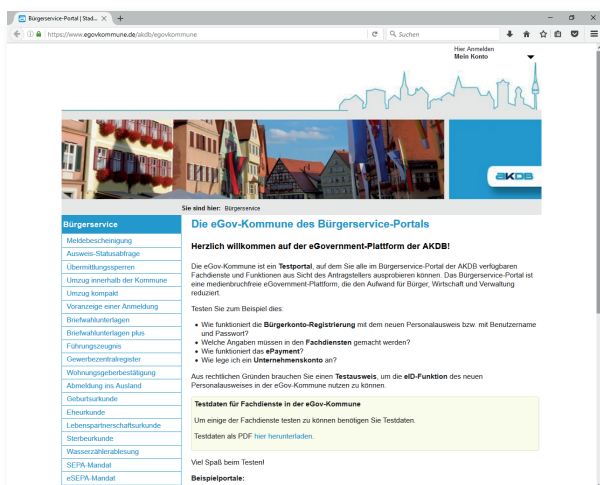 Bürgerservice-Portal | Stad...
https://www.egovkommune.de/akdb/egovkommune
Suchen
Hier Anmelden
Mein Konto
AKDB
Sie sind hier: Bürgerservice
Bürgerservice
Meldebescheinigung
Ausweis-Statusabfrage
Übermittlungssperren
Umzug innerhalb der Kommune
Umzug kompakt
Voranzeige einer Anmeldung
Briefwahlunterlagen
Briefwahlunterlagen plus
Führungszeugnis
Gewerbezentralregister
Wohnungsgeberbestätigung
Abmeldung ins Ausland
Geburtsurkunde
Eheurkunde
Lebenspartnerschaftsurkunde
Sterbeurkunde
Wasserzählerablesung
SEPA-Mandat
eSEPA-Mandat
Die eGov-Kommune des Bürgerservice-Portals
Herzlich willkommen auf der eGovernment-Plattform der AKDB!
Die eGov-Kommune ist ein Testportal, auf dem Sie alle im Bürgerservice-Portal der AKDB verfügbaren
Fachdienste und Funktionen aus Sicht des Antragstellers ausprobieren können. Das Bürgerservice-Portal ist
eine medienbruchfreie eGovernment-Plattform, die den Aufwand für Bürger, Wirtschaft und Verwaltung
reduziert.
Testen Sie zum Beispiel dies:
• Wie funktioniert die Bürgerkonto-Registrierung mit dem neuen Personalausweis bzw. mit Benutzername
und Passwort?
• Welche Angaben müssen in den Fachdiensten gemacht werden?
• Wie funktioniert das ePayment?
• Wie lege ich ein Unternehmenskonto an?
Aus rechtlichen Gründen brauchen Sie einen Testausweis, um die eID-Funktion des neuen
Personalausweises in der eGov-Kommune nutzen zu können.
Testdaten für Fachdienste in der eGov-Kommune
Um einige der Fachdienste testen zu können benötigen Sie Testdaten.
Testdaten als PDF hier herunterladen.
Viel Spaß beim Testen!
Beispielportale: